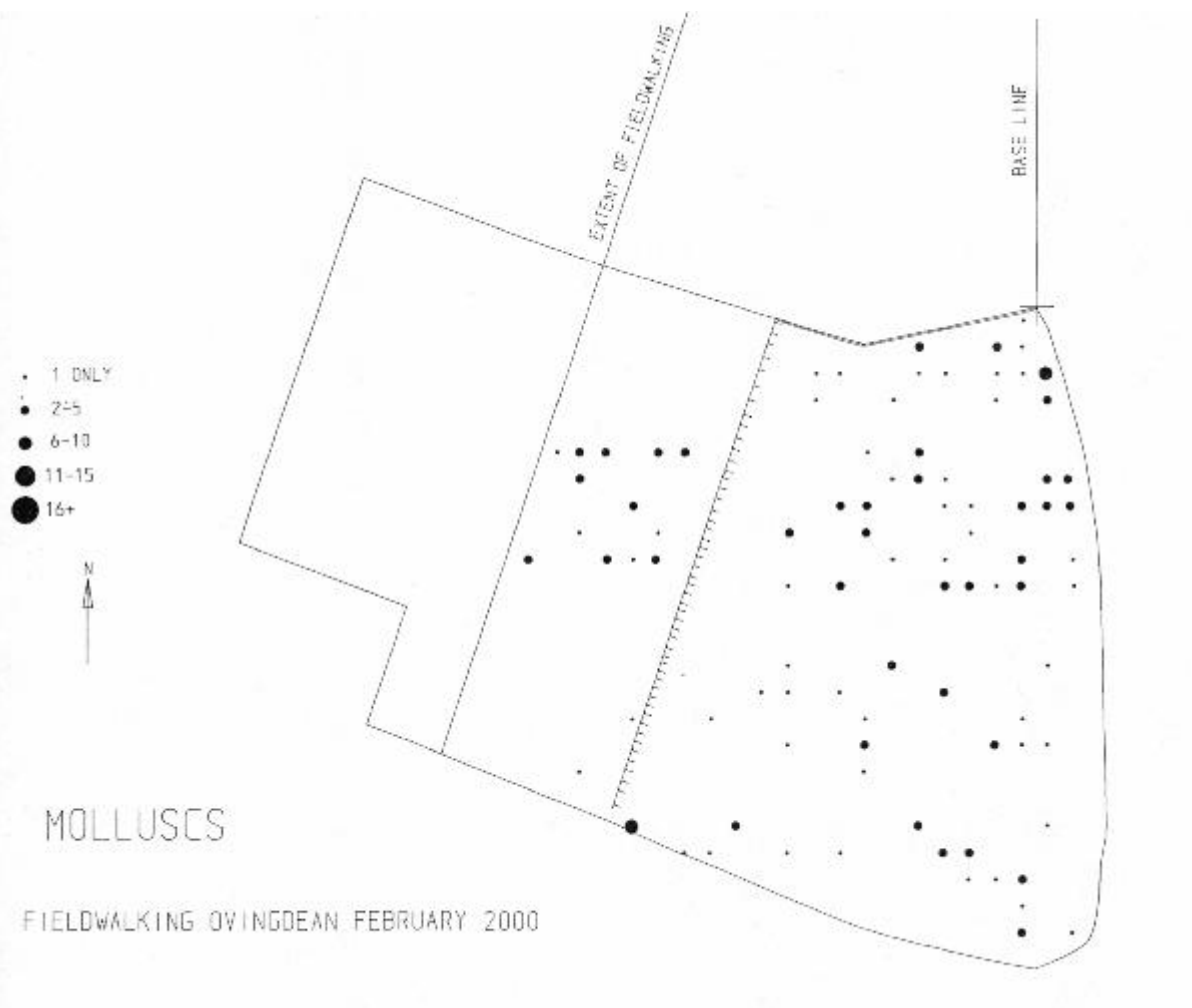 EXTENT OF FIELDWALKING
BASE LINE
1 ONLY
2-5
6-10
11-15
16+
N
MOLLUSCS
FIELDWALKING OVINGDEAN FEBRUARY 2000